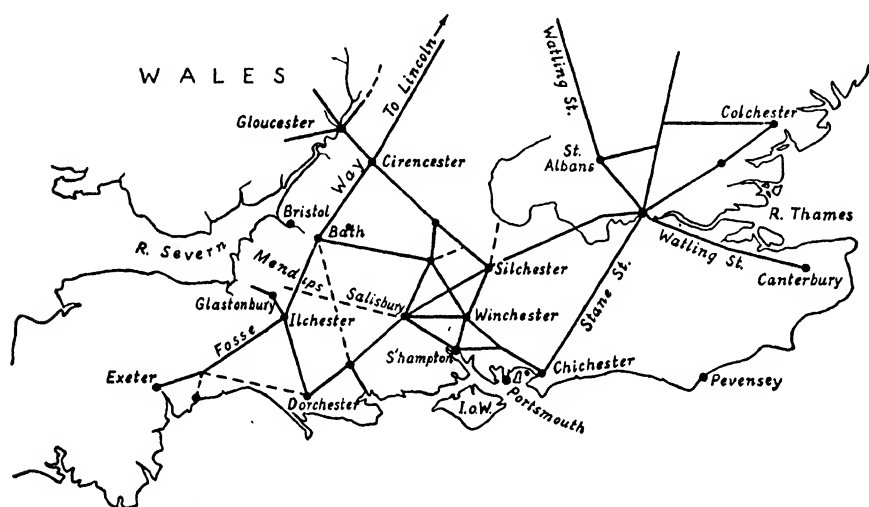 WALES
To Lincoln
Watling St.
Colchester
Gloucester
St. Albans
Cirencester
Way
Bristol
R. Thames
Bath
R. Severn
Watling St.
Mendips
Silchester
Canterbury
Glastonbury
Salisbury
Stane St.
Ilchester
Winchester
Fosse
S'hampton
Chichester
Exeter
Pevensey
Dorchester
I.o.W.
Portsmouth